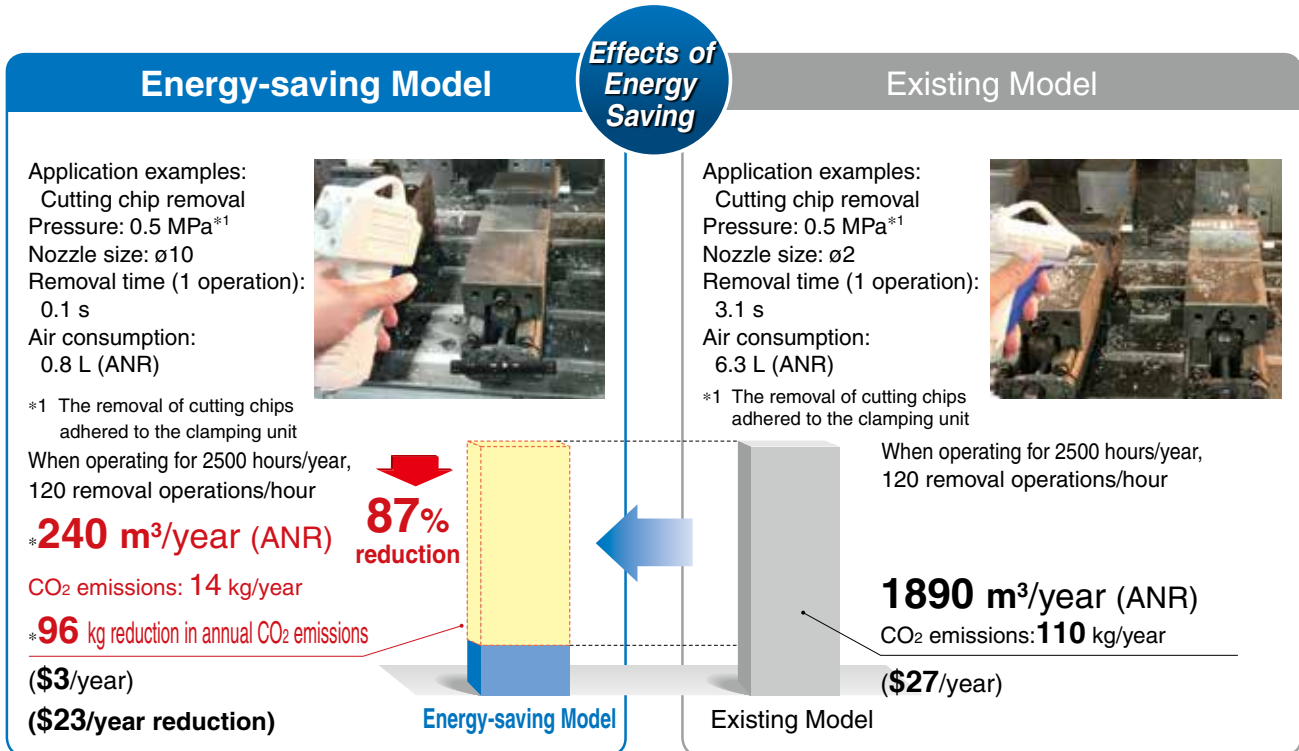 Effects of
Energy
Saving
Energy-saving Model
Application examples:
Cutting chip removal
Pressure: 0.5 MPa*1
Nozzle size: ø10
Removal time (1 operation):
0.1 s
Air consumption:
0.8 L (ANR)
*1 The removal of cutting chips
adhered to the clamping unit
When operating for 2500 hours/year,
120 removal operations/hour
*240 m³/year (ANR)
CO2 emissions: 14 kg/year
*96 kg reduction in annual CO2 emissions
($3/year)
($23/year reduction)
87%
reduction
Energy-saving Model
Existing Model
Application examples:
Cutting chip removal
Pressure: 0.5 MPa*1
Nozzle size: ø2
Removal time (1 operation):
3.1 s
Air consumption:
6.3 L (ANR)
*1 The removal of cutting chips
adhered to the clamping unit
When operating for 2500 hours/year,
120 removal operations/hour
1890 m³/year (ANR)
CO2 emissions:110 kg/year
($27/year)
Existing Model